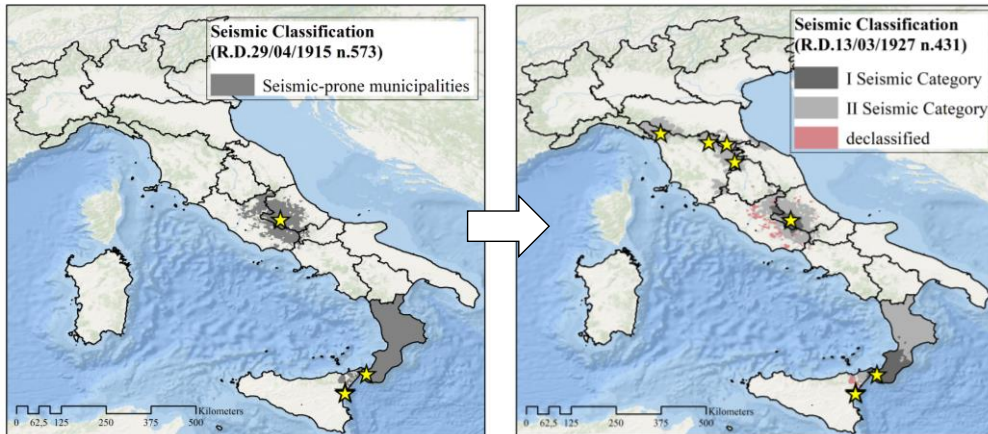 Seismic Classification
(R.D.29/04/1915 n.573)
Seismic-prone municipalities
Kilometers
0 62,5 125 250 375 500
Seismic Classification
(R.D.13/03/1927 n.431)
I Seismic Category
II Seismic Category
declassified
Kilometers
0 62,5 125 250 375 500